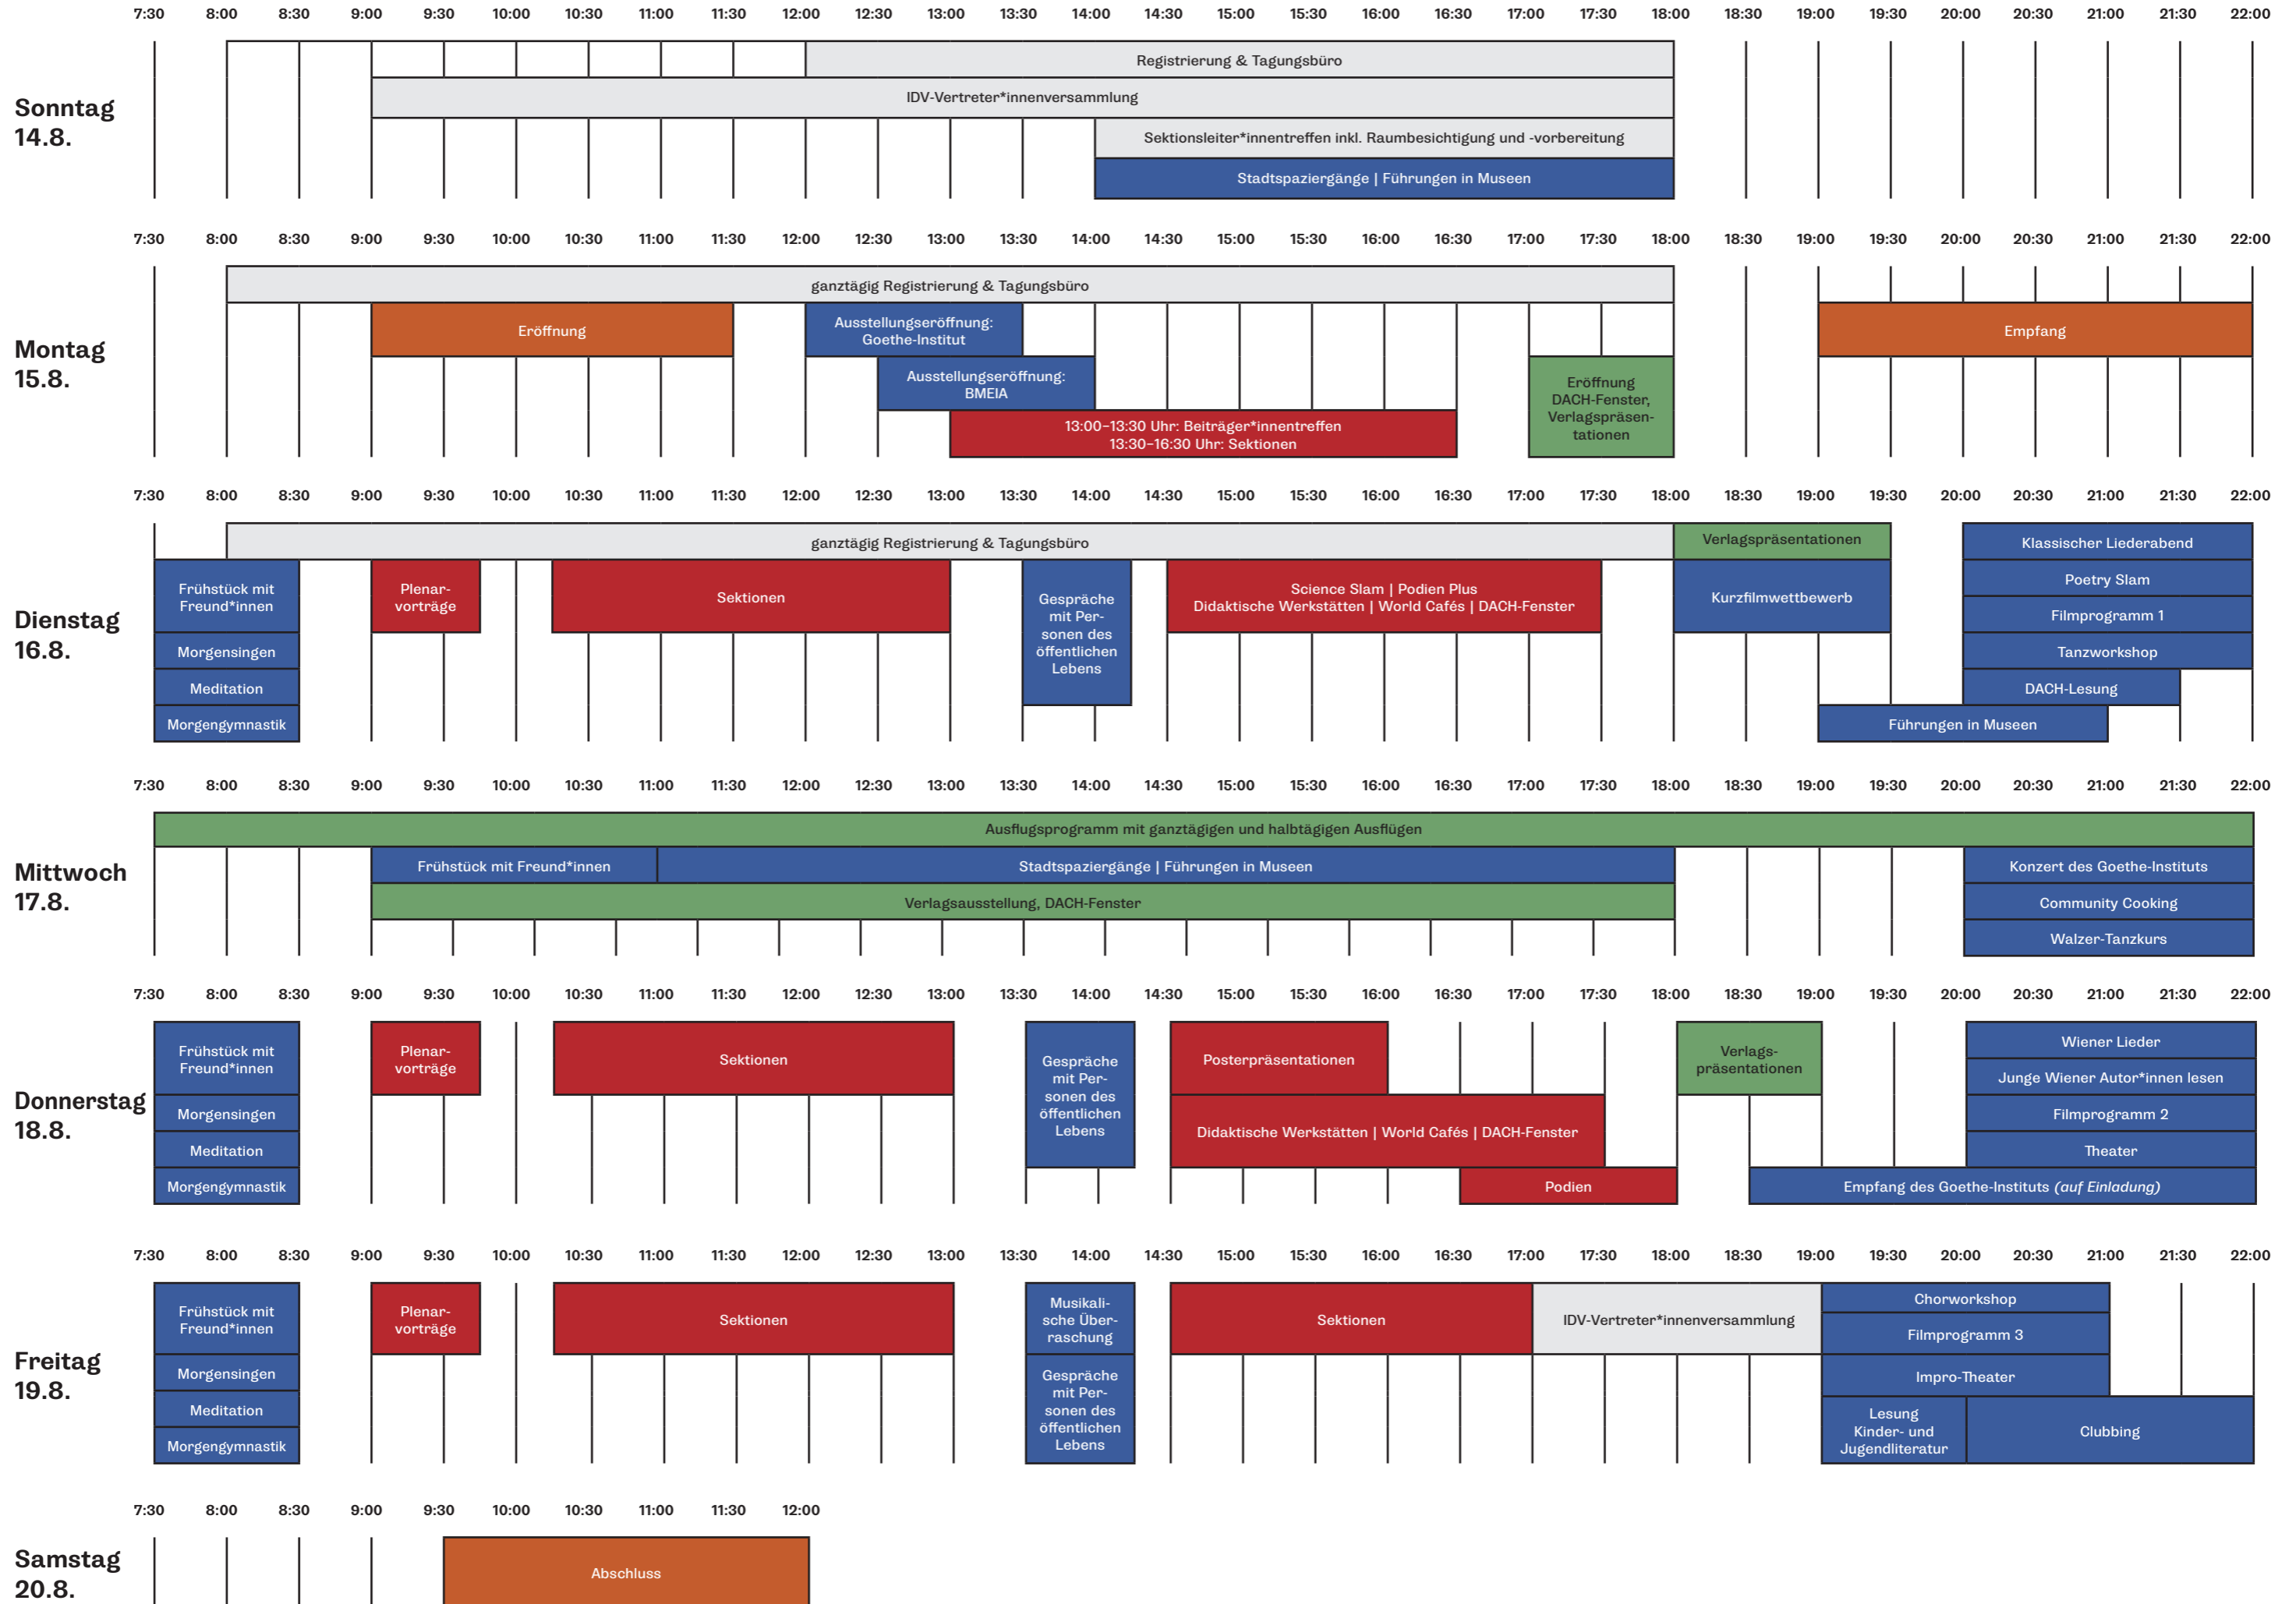 7:30 8:00 8:30 9:00 9:30 10:00 10:30 11:00 11:30 12:00 12:30 13:00 13:30 14:00 14:30 15:00 15:30 16:00 16:30 17:00 17:30 18:00 18:30 19:00 19:30 20:00 20:30 21:00 21:30 22:00
Sonntag
14.8.
Registrierung & Tagungsbüro
IDV-Vertreter*innenversammlung
Sektionsleiter*innentreffen inkl. Raumbesichtigung und -vorbereitung
Stadtspaziergänge | Führungen in Museen
7:30 8:00 8:30 9:00 9:30 10:00 10:30 11:00 11:30 12:00 12:30 13:00 13:30 14:00 14:30 15:00 15:30 16:00 16:30 17:00 17:30 18:00 18:30 19:00 19:30 20:00 20:30 21:00 21:30 22:00
Montag
15.8.
ganztägig Registrierung & Tagungsbüro
Eröffnung
Ausstellungseröffnung:
Goethe-Institut
Ausstellungseröffnung:
BMEIA
13:00–13:30 Uhr: Beiträger*innentreffen
13:30–16:30 Uhr: Sektionen
Eröffnung
DACH-Fenster,
Verlagspräsen-
tationen
Empfang
7:30 8:00 8:30 9:00 9:30 10:00 10:30 11:00 11:30 12:00 12:30 13:00 13:30 14:00 14:30 15:00 15:30 16:00 16:30 17:00 17:30 18:00 18:30 19:00 19:30 20:00 20:30 21:00 21:30 22:00
Dienstag
16.8.
ganztägig Registrierung & Tagungsbüro
Frühstück mit
Freund*innen
Morgensingen
Meditation
Morgengymnastik
Plenar-
vorträge
Sektionen
Gespräche
mit Per-
sonen des
öffentlichen
Lebens
Science Slam | Podien Plus
Didaktische Werkstätten | World Cafés | DACH-Fenster
Verlagspräsentationen
Kurzfilmwettbewerb
Klassischer Liederabend
Poetry Slam
Filmprogramm 1
Tanzworkshop
DACH-Lesung
Führungen in Museen
7:30 8:00 8:30 9:00 9:30 10:00 10:30 11:00 11:30 12:00 12:30 13:00 13:30 14:00 14:30 15:00 15:30 16:00 16:30 17:00 17:30 18:00 18:30 19:00 19:30 20:00 20:30 21:00 21:30 22:00
Mittwoch
17.8.
Ausflugsprogramm mit ganztägigen und halbtägigen Ausflügen
Frühstück mit Freund*innen
Stadtspaziergänge | Führungen in Museen
Verlagsausstellung, DACH-Fenster
Konzert des Goethe-Instituts
Community Cooking
Walzer-Tanzkurs
7:30 8:00 8:30 9:00 9:30 10:00 10:30 11:00 11:30 12:00 12:30 13:00 13:30 14:00 14:30 15:00 15:30 16:00 16:30 17:00 17:30 18:00 18:30 19:00 19:30 20:00 20:30 21:00 21:30 22:00
Donnerstag
18.8.
Frühstück mit
Freund*innen
Morgensingen
Meditation
Morgengymnastik
Plenar-
vorträge
Sektionen
Gespräche
mit Per-
sonen des
öffentlichen
Lebens
Posterpräsentationen
Didaktische Werkstätten | World Cafés | DACH-Fenster
Podien
Verlags-
präsentationen
Wiener Lieder
Junge Wiener Autor*innen lesen
Filmprogramm 2
Theater
Empfang des Goethe-Instituts (auf Einladung)
7:30 8:00 8:30 9:00 9:30 10:00 10:30 11:00 11:30 12:00 12:30 13:00 13:30 14:00 14:30 15:00 15:30 16:00 16:30 17:00 17:30 18:00 18:30 19:00 19:30 20:00 20:30 21:00 21:30 22:00
Freitag
19.8.
Frühstück mit
Freund*innen
Morgensingen
Meditation
Morgengymnastik
Plenar-
vorträge
Sektionen
Musikali-
sche Über-
raschung
Gespräche
mit Per-
sonen des
öffentlichen
Lebens
Sektionen
IDV-Vertreter*innenversammlung
Chorworkshop
Filmprogramm 3
Impro-Theater
Lesung
Kinder- und
Jugendliteratur
Clubbing
7:30 8:00 8:30 9:00 9:30 10:00 10:30 11:00 11:30 12:00
Samstag
20.8.
Abschluss